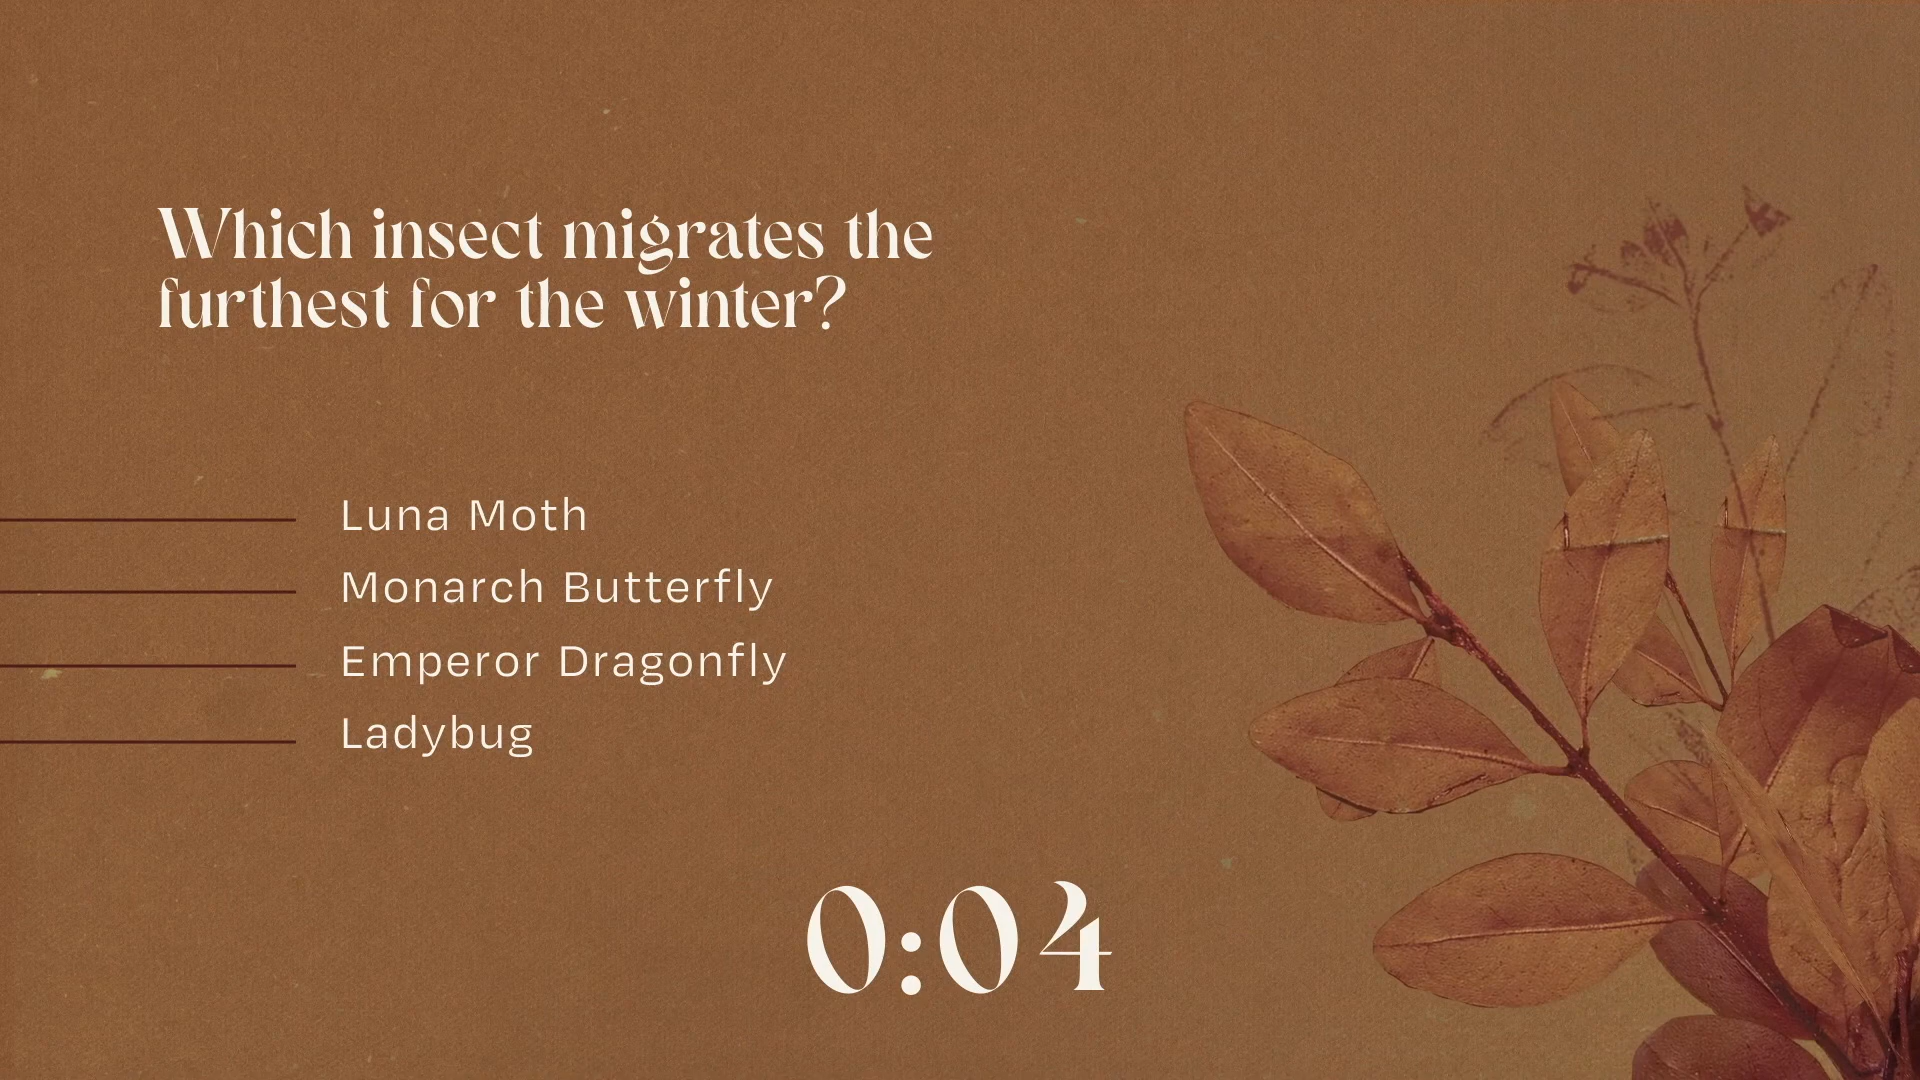 Which insect migrates the
furthest for the winter?
Luna Moth
Monarch Butterfly
Emperor Dragonfly
Ladybug
0:04